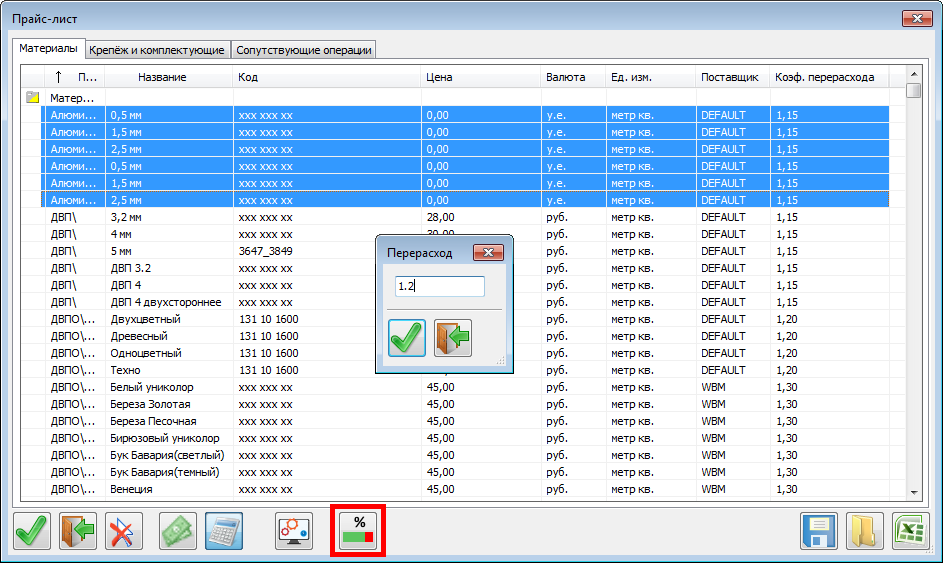 Прайс-лист
Материалы Крепёж и комплектующие Сопутствующие операции
↑ П... Название Код Цена Валюта Ед. изм. Поставщик Коэф. перерасхода
Матер...
Алюми... 0,5 мм xxx xxx xx 0,00 у.е. метр кв. DEFAULT 1,15
Алюми... 1,5 мм xxx xxx xx 0,00 у.е. метр кв. DEFAULT 1,15
Алюми... 2,5 мм xxx xxx xx 0,00 у.е. метр кв. DEFAULT 1,15
Алюми... 0,5 мм xxx xxx xx 0,00 у.е. метр кв. DEFAULT 1,15
Алюми... 1,5 мм xxx xxx xx 0,00 у.е. метр кв. DEFAULT 1,15
Алюми... 2,5 мм xxx xxx xx 0,00 у.е. метр кв. DEFAULT 1,15
ДВП\ 3,2 мм xxx xxx xx 28,00 руб. метр кв. DEFAULT 1,15
ДВП\ 4 мм xxx xxx xx руб. метр кв. DEFAULT 1,15
ДВП\ 5 мм 3647_3849 руб. метр кв. DEFAULT 1,15
ДВП\ ДВП 3.2 xxx xxx xx руб. метр кв. DEFAULT 1,15
ДВП\ ДВП 4 xxx xxx xx руб. метр кв. DEFAULT 1,15
ДВП\ ДВП 4 двухстороннее xxx xxx xx руб. метр кв. DEFAULT 1,15
ДВПО\... Двухцветный 131 10 1600 руб. метр кв. DEFAULT 1,20
ДВПО\... Древесный 131 10 1600 руб. метр кв. DEFAULT 1,20
ДВПО\... Одноцветный 131 10 1600 руб. метр кв. DEFAULT 1,20
ДВПО\... Техно 131 10 1600 руб. метр кв. DEFAULT 1,20
ДВПО\... Белый униколор xxx xxx xx 45,00 руб. метр кв. WBM 1,30
ДВПО\... Береза Золотая xxx xxx xx 45,00 руб. метр кв. WBM 1,30
ДВПО\... Береза Песочная xxx xxx xx 45,00 руб. метр кв. WBM 1,30
ДВПО\... Бирюзовый униколор xxx xxx xx 45,00 руб. метр кв. WBM 1,30
ДВПО\... Бук Бавария(светлый) xxx xxx xx 45,00 руб. метр кв. WBM 1,30
ДВПО\... Бук Бавария(темный) xxx xxx xx 45,00 руб. метр кв. WBM 1,30
ДВПО\... Венеция xxx xxx xx 45,00 руб. метр кв. WBM 1,30
Перерасход
1.2
%